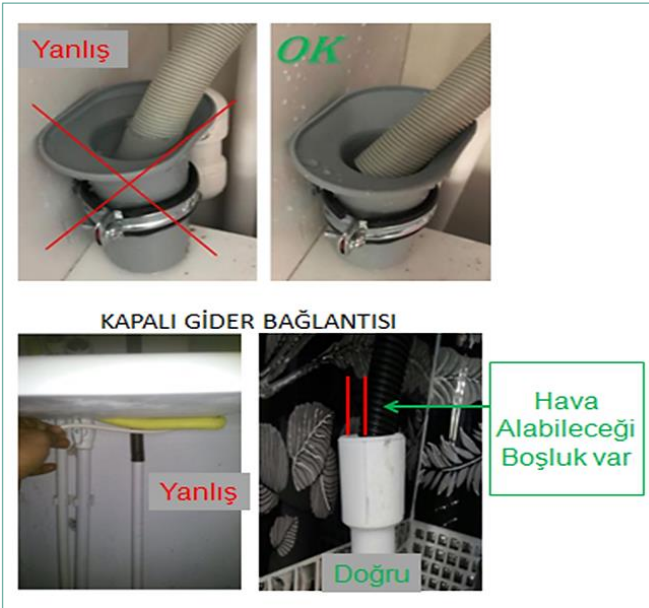 Yanlış
OK
KAPALI GİDER BAĞLANTISI
Yanlış
Doğru
Hava
Alabileceği
Boşluk var